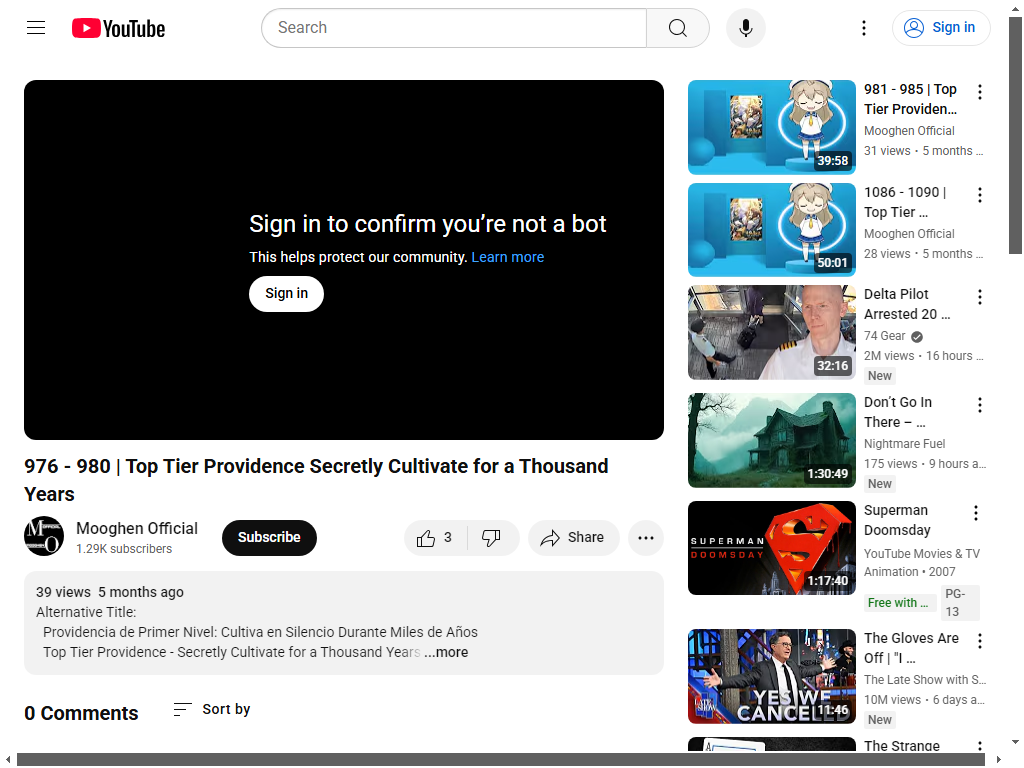 YouTube
Search
Sign in
Sign in to confirm you're not a bot
This helps protect our community. Learn more
Sign in
976 - 980 | Top Tier Providence Secretly Cultivate for a Thousand
Years
Mooghen Official
1.29K subscribers
Subscribe
3
Share
39 views 5 months ago
Alternative Title:
Providencia de Primer Nivel: Cultiva en Silencio Durante Miles de Años
Top Tier Providence - Secretly Cultivate for a Thousand Years ...more
0 Comments
Sort by
39:58
981 - 985 | Top
Tier Providen...
Mooghen Official
31 views • 5 months ...
50:01
1086 - 1090 |
Top Tier ...
Mooghen Official
28 views • 5 months ...
32:16
Delta Pilot
Arrested 20 ...
74 Gear
2M views • 16 hours ...
New
1:30:49
Don't Go In
There – ...
Nightmare Fuel
175 views • 9 hours a...
New
SUPERMAN
DOOMSDAY
1:17:40
Superman
Doomsday
YouTube Movies & TV
Animation • 2007
Free with ...
PG-
13
YES WE
CANCELLED
11:46
The Gloves Are
Off | "I ...
The Late Show with S...
10M views • 6 days a...
New
The Strange